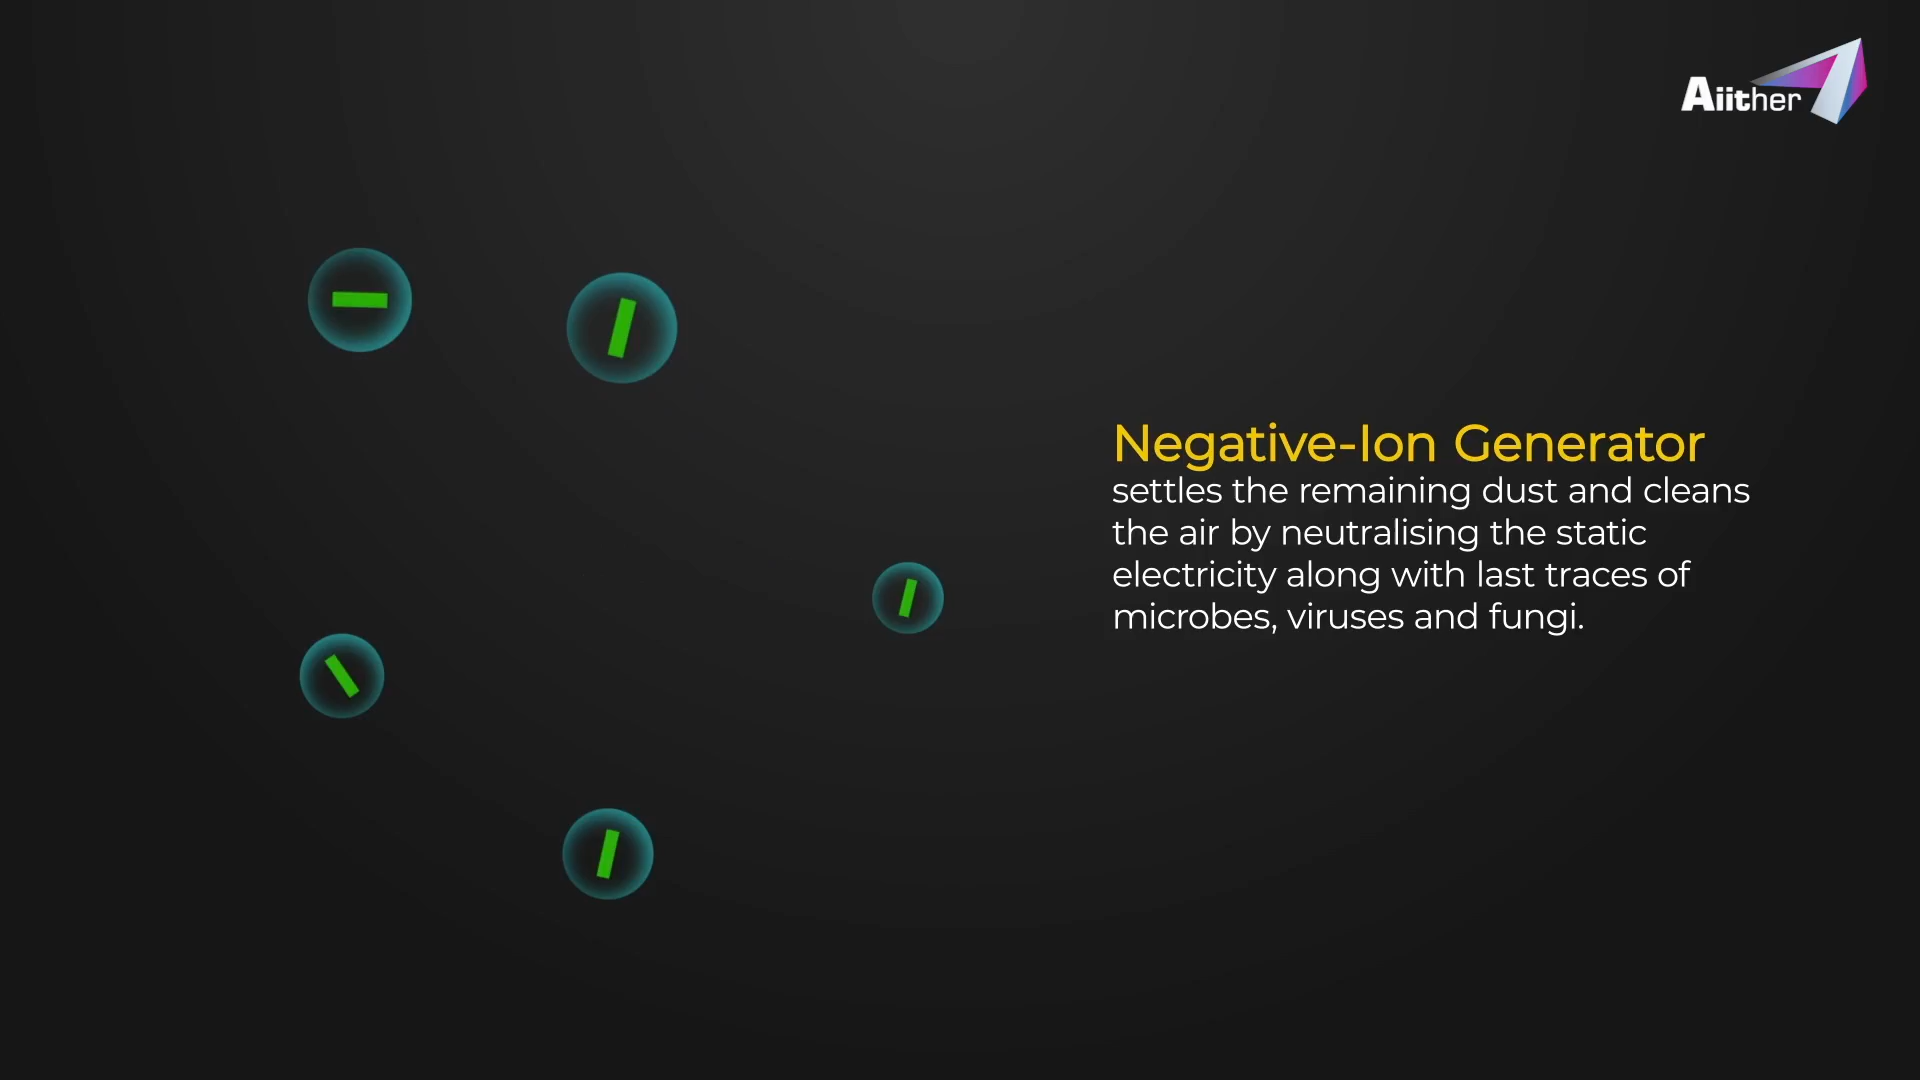 Aiither
Negative-Ion Generator
settles the remaining dust and cleans
the air by neutralising the static
electricity along with last traces of
microbes, viruses and fungi.